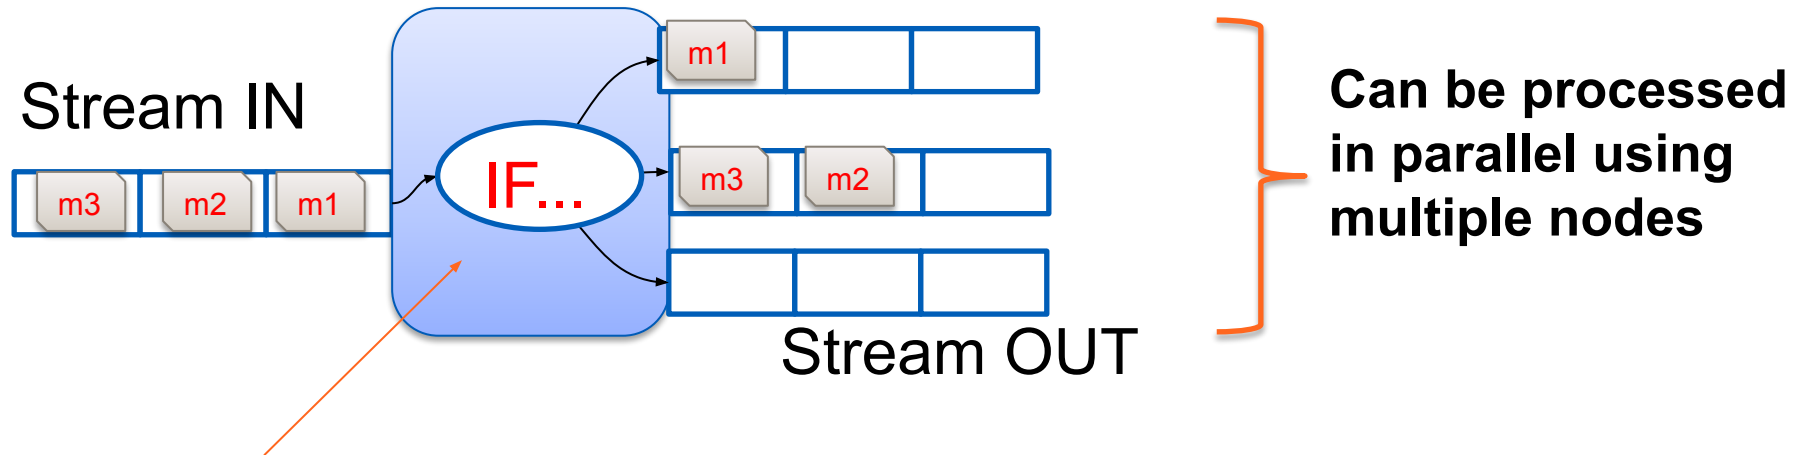 Stream IN
m3 m2 m1
IF...
m1
m3 m2
Stream OUT
Can be processed
in parallel using
multiple nodes